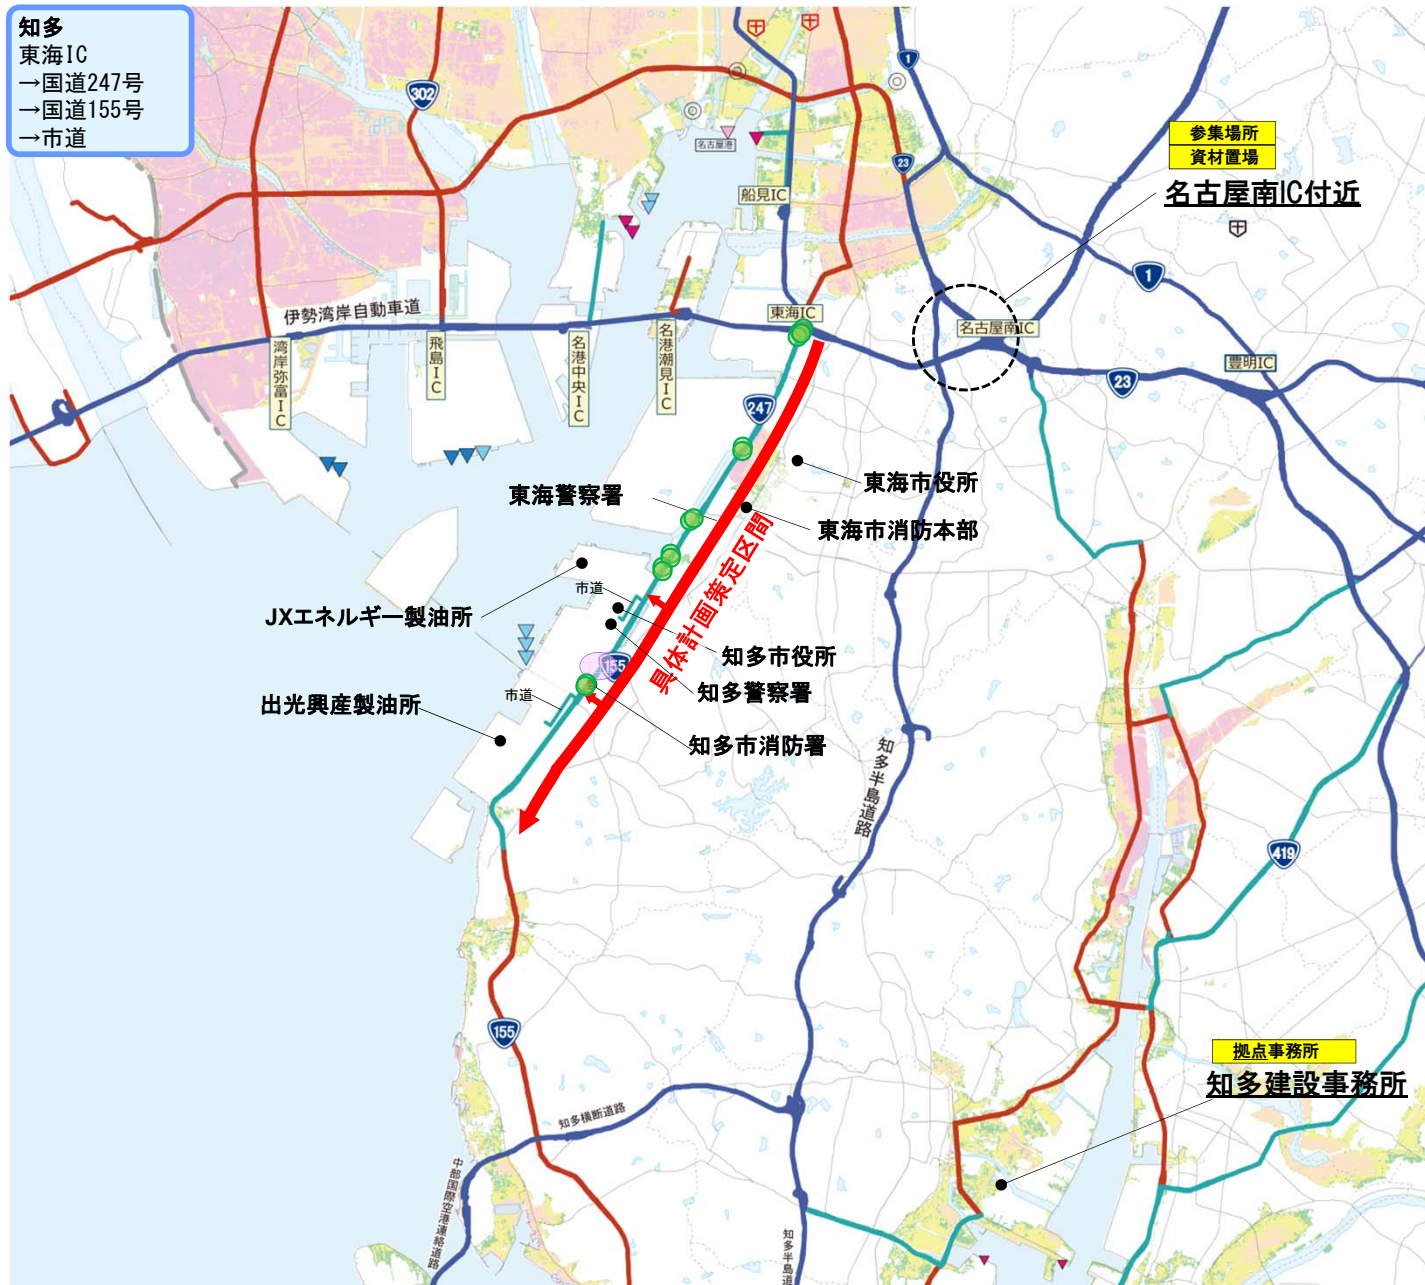 知多
東海IC
→国道247号
→国道155号
→市道
302
1
23
名古屋港
船見IC
参集場所
資材置場
名古屋南IC付近
1
伊勢湾岸自動車道
東海IC
名古屋南IC
湾岸弥富IC
飛島IC
名港中央IC
名港潮見IC
豊明IC
23
247
東海市役所
東海警察署
東海市消防本部
具体計画策定区間
市道
JXエネルギー製油所
知多市役所
155
知多警察署
市道
出光興産製油所
知多市消防署
知多半島道路
419
155
拠点事務所
知多建設事務所
知多横断道路
中部国際空港連絡道路
知多半島道